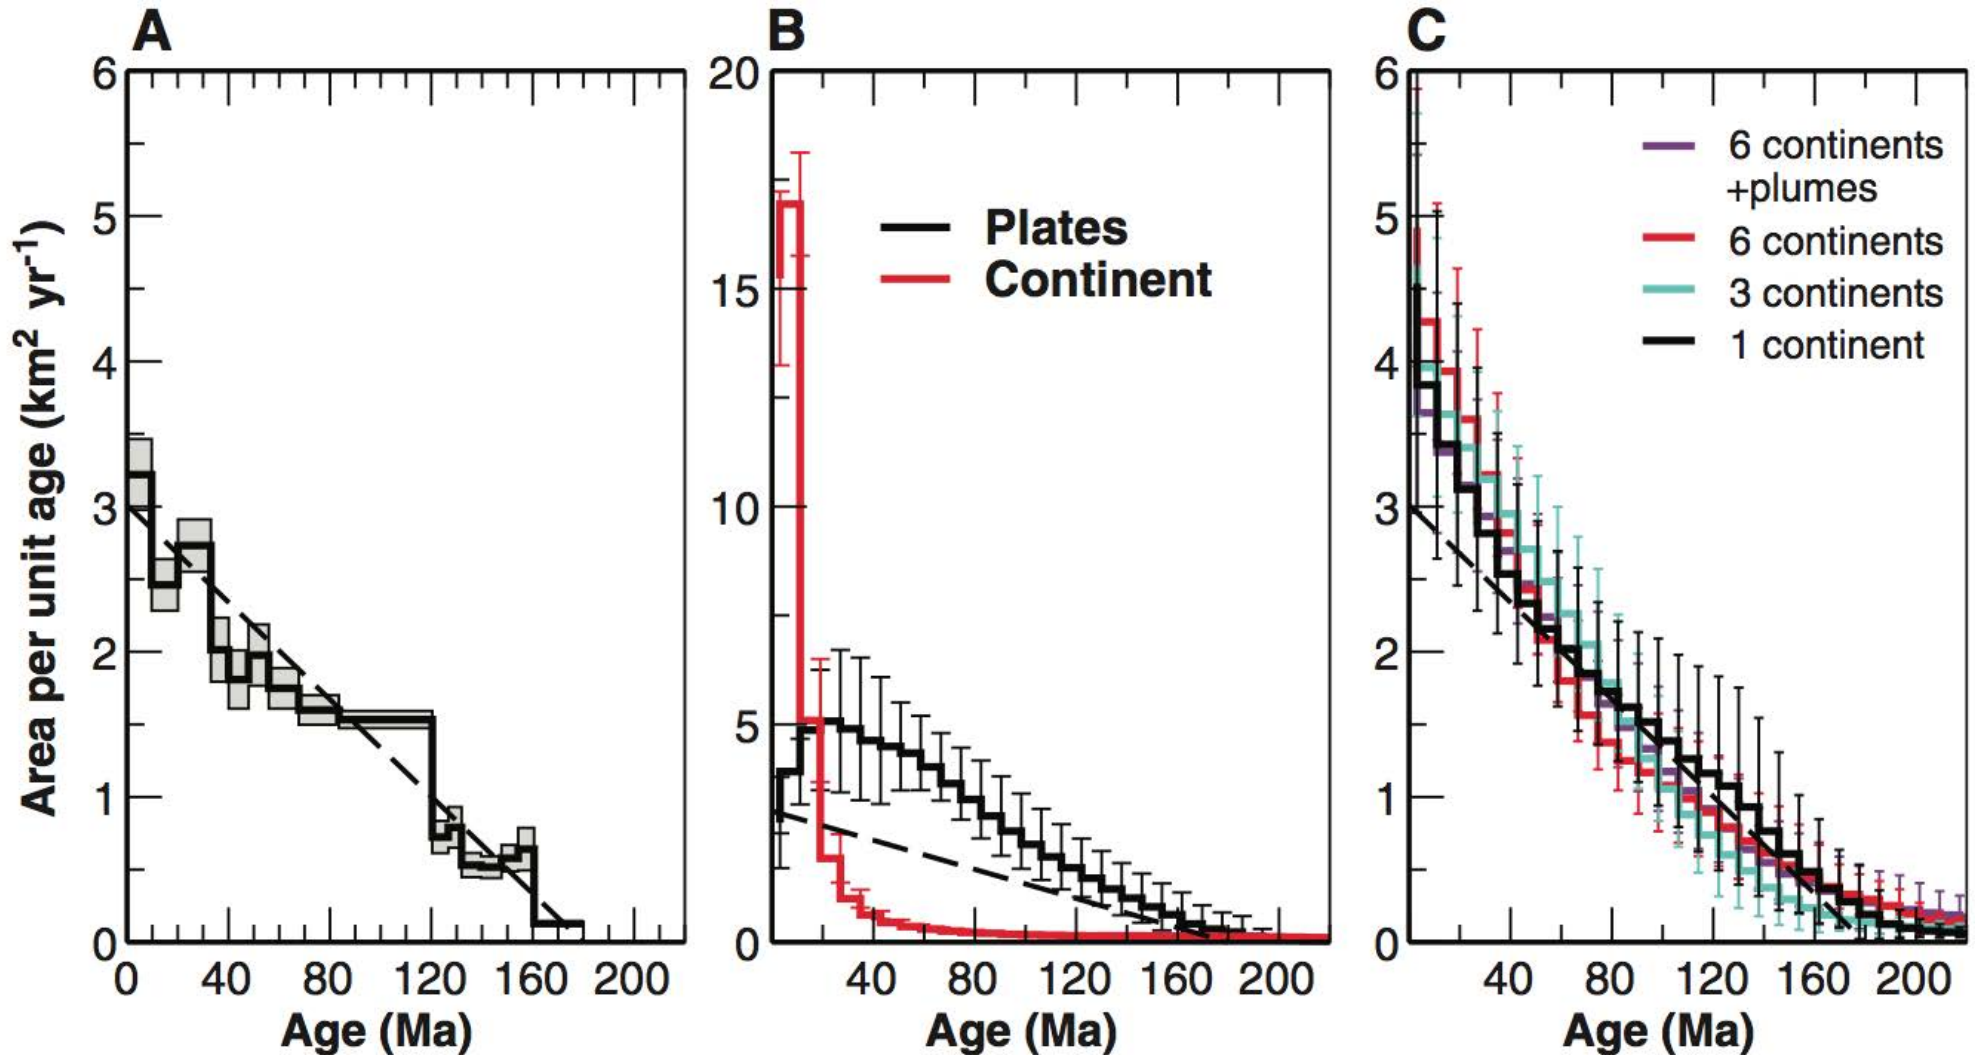 A
B
C
Area per unit age (km² yr⁻¹)
6
5
4
3
2
1
0
0 40 80 120 160 200
Age (Ma)
20
15
10
5
0
Plates
Continent
40 80 120 160 200
Age (Ma)
6
5
4
3
2
1
0
6 continents
+plumes
6 continents
3 continents
1 continent
40 80 120 160 200
Age (Ma)